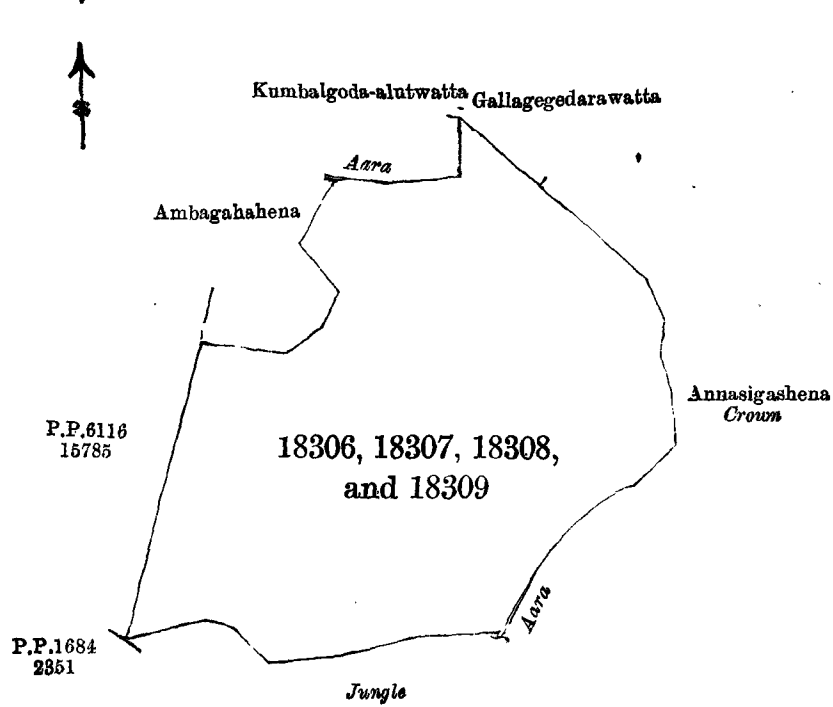 Kumbalgoda-alutwatta
Gallagegedarawatta
Aara
Ambagahahena
Annasigashena
Crown
P.P.6116
15785
18306, 18307, 18308,
and 18309
Aara
P.P.1684
2351
Jungle